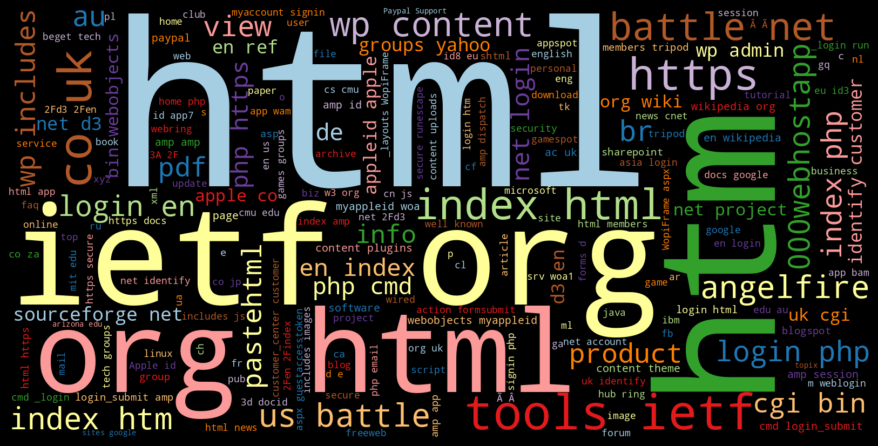 html
ietf org
org html
htm
wp content
battle net
https
view
au
pl
co uk
wp includes
home
club
myaccount signin
user
Paypal Support
session
Â Ã
beget tech
paypal
en ref
groups yahoo
file
id8 eu
shtml
appspot
english
members tripod
wp admin
login run
c
nl
gq
bin webobjects
2Fd3 2Fen
web
php https
paper
o
cs cmu
amp id
de
appleid apple
layouts WopiFrame
secure runescape
content uploads
net login
personal
eng
download
tk
news cnet
tutorial
org wiki
wikipedia org
eu id3
net d3
home php
id app7
s
app wam
service
book
webring
amp amp
asp
security
login htm
amp dispatch
gamespot
br
Tripod
en wikipedia
000webhostapp
index php
identify customer
pdf
3A 2F
archive
cf
ac uk
asia login
sharepoint
docs google
business
xyz
update
en us
games groups
html app
faq
xml
apple co
biz
w3 org
cn js
microsoft
index html
WopiFrame aspx
net project
login en
cmu edu
myappleid woa
site
online
ru
https docs
page
index amp
net 2Fd3
info
well known
html members
google
en login
co za
top
mit edu
https secure
e
content plugins
p
cl
article
d3 en
forms d
game
ar
app bam
net identify
ua
co jp
pastehtml
en index
php cmd
srv woa1
angelfire
sourceforge net
includes js
customer_center customer
software
wired
action formsubmit
ml
java
ibm
login html
edu au
uk cgi
arizona edu
project
webobjects myappleid
fb
blogspot
html https
linux
ch
2Fen 2Findex
includes images
ca
org uk
ga
net account
product
login php
tech groups
Apple id
group
fr
aspx guestaccesstoken
blog
d e
php email
script
signin php
content theme
topix
mail
pub
uk identify
amp session
m weblogin
cmd _login
login_submit amp
3d docid
secure
amp app
Â Ã
hub ring
index htm
us battle
tools ietf
image
cgi bin
html news
freeweb
forum
cmd login_submit
sites google